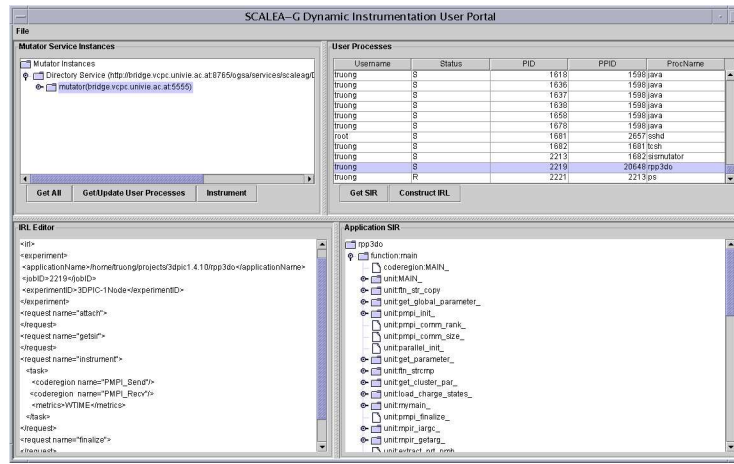 SCALEA–G Dynamic Instrumentation User Portal
File
Mutator Service Instances
Mutator Instances
Directory Service (http://bridge.vcpc.univie.ac.at:8765/ogsa/services/scaleag/D
mutator(bridge.vcpc.univie.ac.at:5555)
Get All Get/Update User Processes Instrument
User Processes
Username Status PID PPID ProcName
truong S 1618 1598 java
truong S 1636 1598 java
truong S 1637 1598 java
truong S 1638 1598 java
truong S 1658 1598 java
truong S 1678 1598 java
root S 1681 2657 sshd
truong S 1682 1681 tcsh
truong S 2213 1682 sismutator
truong S 2219 20648 rpp3do
truong R 2221 2213 ps
Get SIR Construct IRL
IRL Editor
<irl>
<experiment>
<applicationName>/home/truong/projects/3dpic1.4.10/rpp3do</applicationName>
<jobID>2219</jobID>
<experimentID>3DPIC-1Node</experimentID>
</experiment>
<request name="attach">
</request>
<request name="getsir">
</request>
<request name="instrument">
<task>
<coderegion name="PMPI_Send"/>
<coderegion name="PMPI_Recv"/>
<metrics>WTIME</metrics>
</task>
<request name="finalize">
</request>
Application SIR
rpp3do
function:main
coderegion:MAIN_
unit:MAIN_
unit:ftn_str_copy
unit:get_global_parameter_
unit:pmpi_init_
unit:pmpi_comm_rank_
unit:pmpi_comm_size_
unit:parallel_init_
unit:get_parameter_
unit:ftn_strcmp
unit:get_cluster_par_
unit:load_charge_states_
unit:mymain_
unit:pmpi_finalize_
unit:mpir_iargc_
unit:mpir_getarg_
unit:extract_prt_nmb